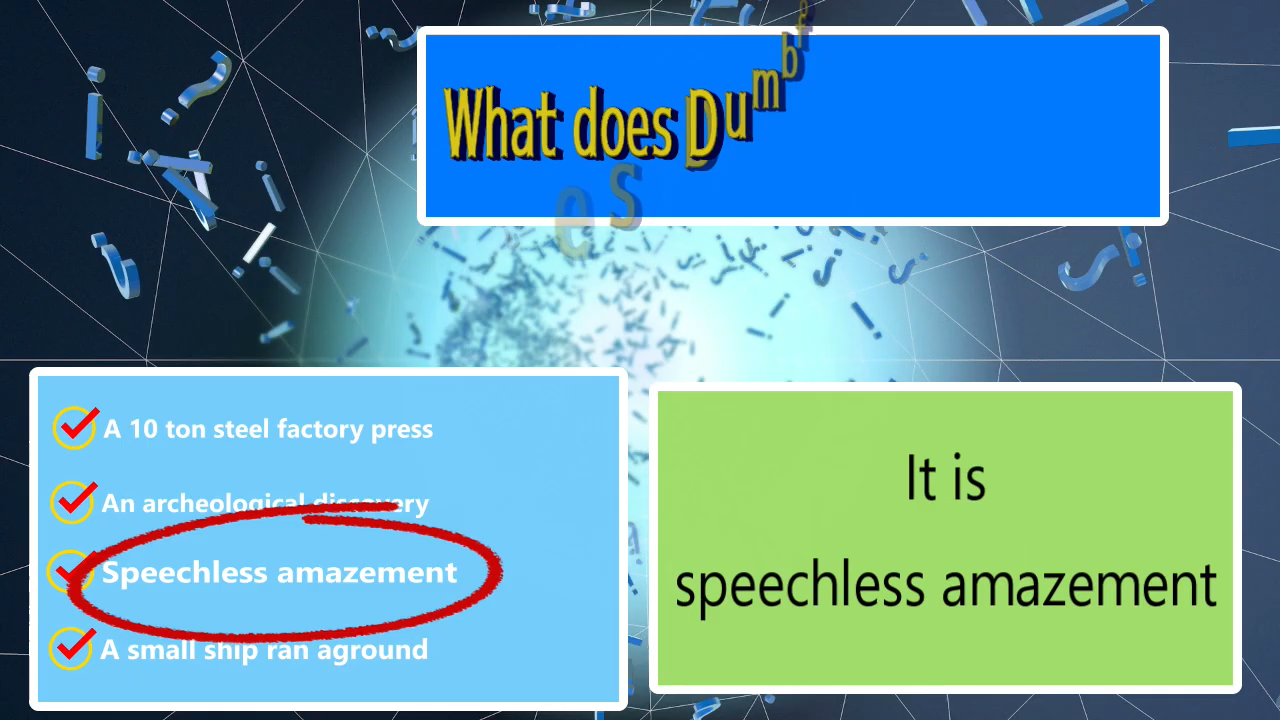 What does Dumbf
A 10 ton steel factory press
An archeological discovery
Speechless amazement
A small ship ran aground
It is
speechless amazement